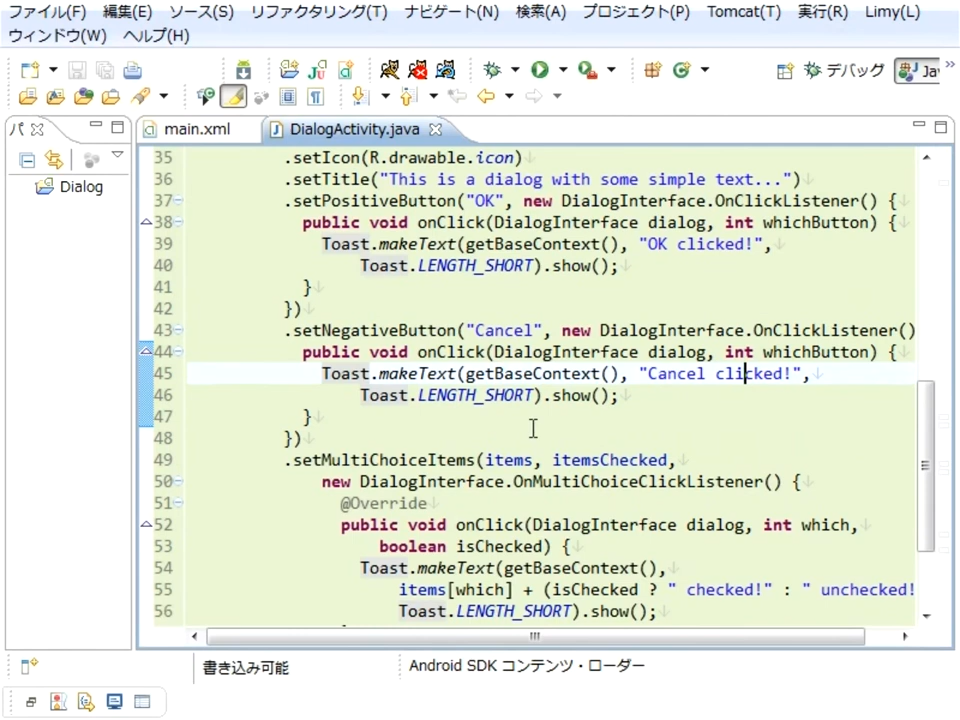 ファイル(F) 編集(E) ソース(S) リファクタリング(T) ナビゲート(N) 検索(A) プロジェクト(P) Tomcat(T) 実行(R) Limy(L)
ウィンドウ(W) ヘルプ(H)
デバッグ Ja
パ main.xml DialogActivity.java
Dialog
35 .setIcon(R.drawable.icon)
36 .setTitle("This is a dialog with some simple text...")
37 .setPositiveButton("OK", new DialogInterface.OnClickListener() {
38 public void onClick(DialogInterface dialog, int whichButton) {
39 Toast.makeText(getBaseContext(), "OK clicked!",
40 Toast.LENGTH_SHORT).show();
41 }
42 })
43 .setNegativeButton("Cancel", new DialogInterface.OnClickListener()
44 public void onClick(DialogInterface dialog, int whichButton) {
45 Toast.makeText(getBaseContext(), "Cancel clicked!",
46 Toast.LENGTH_SHORT).show();
47 }
48 })
49 .setMultiChoiceItems(items, itemsChecked,
50 new DialogInterface.OnMultiChoiceClickListener() {
51 @Override
52 public void onClick(DialogInterface dialog, int which,
53 boolean isChecked) {
54 Toast.makeText(getBaseContext(),
55 items[which] + (isChecked ? " checked!" : " unchecked!
56 Toast.LENGTH_SHORT).show();
書き込み可能 Android SDK コンテンツ・ローダー